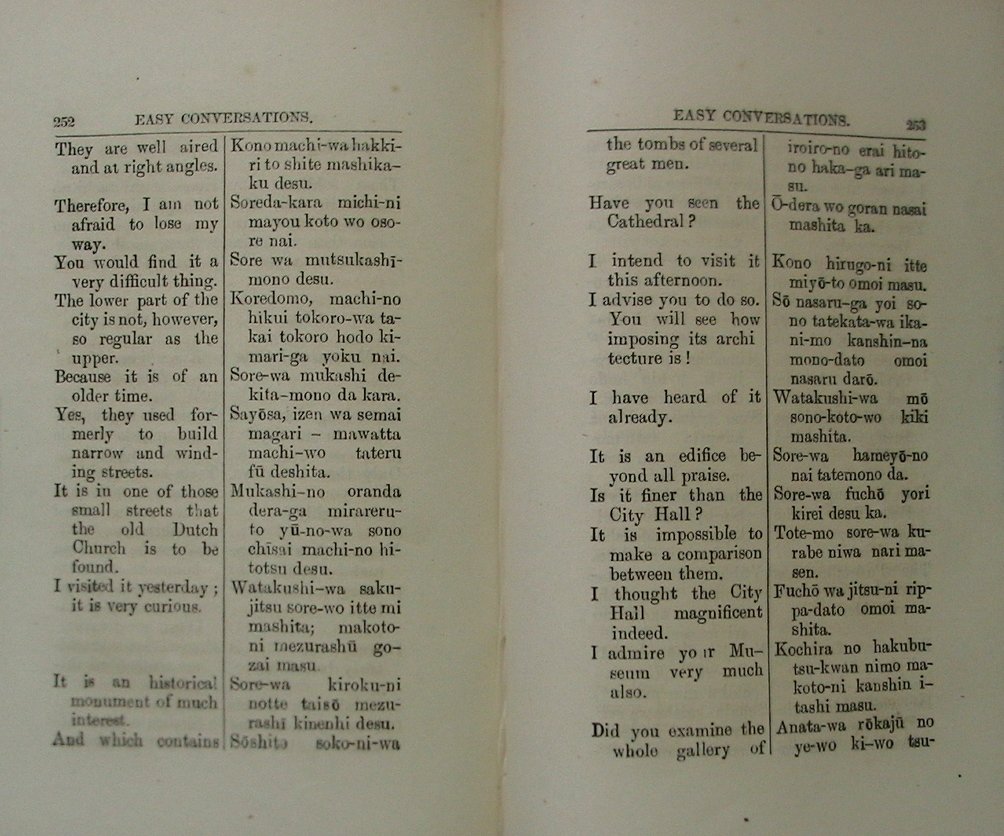 252 EASY CONVERSATIONS.
They are well aired
and at right angles.
Therefore, I am not
afraid to lose my
way.
You would find it a
very difficult thing.
The lower part of the
city is not, however,
so regular as the
upper.
Because it is of an
older time.
Yes, they used for-
merly to build
narrow and wind-
ing streets.
It is in one of those
small streets that
the old Dutch
Church is to be
found.
I visited it yesterday;
it is very curious.
It is an historical
monument of much
interest.
And which contains
Kono machi-wa hakki-
ri to shite mashika-
ku desu.
Soreda-kara michi-ni
mayou koto wo oso-
re nai.
Sore wa mutsukashī-
mono desu.
Koredomo, machi-no
hikui tokoro-wa ta-
kai tokoro hodo ki-
mari-ga yoku nai.
Sore-wa mukashi de-
kita-mono da kara.
Sayōsa, izen wa semai
magari – mawatta
machi-wo tateru
fū deshita.
Mukashi-no oranda
dera-ga mirareru-
to yū-no-wa sono
chīsai machi-no hi-
totsu desu.
Watakushi-wa saku-
jitsu sore-wo itte mi
mashita; makoto-
ni mezurashū go-
zai masu
Sore-wa kiroku-ni
notte taisō mezu-
rashī kinenhi desu.
Sōshite soko-ni-wa
EASY CONVERSATIONS. 253
the tombs of several
great men.
Have you seen the
Cathedral?
I intend to visit it
this afternoon.
I advise you to do so.
You will see how
imposing its archi
tecture is!
I have heard of it
already.
It is an edifice be-
yond all praise.
Is it finer than the
City Hall?
It is impossible to
make a comparison
between them.
I thought the City
Hall magnificent
indeed.
I admire your Mu-
seum very much
also.
Did you examine the
whole gallery of
iroiro-no erai hito-
no haka-ga ari ma-
su.
Ō-dera wo goran nasai
mashita ka.
Kono hirugo-ni itte
miyō-to omoi masu.
Sō nasaru-ga yoi so-
no tatekata-wa ika-
ni-mo kanshin-na
mono-dato omoi
nasaru darō.
Watakushi-wa mō
sono-koto-wo kiki
mashita.
Sore-wa hameyō-no
nai tatemono da.
Sore-wa fuchō yori
kirei desu ka.
Tote-mo sore-wa ku-
rabe niwa nari ma-
sen.
Fuchō wa jitsu-ni rip-
pa-dato omoi ma-
shita.
Kochira no hakubu-
tsu-kwan nimo ma-
koto-ni kanshin i-
tashi masu.
Anata-wa rōkajū no
ye-wo ki-wo tsu-